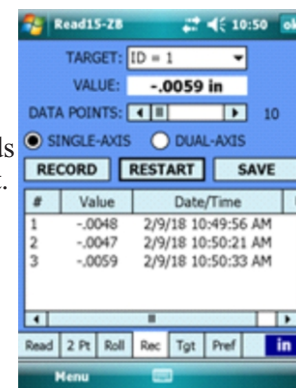 Read15-Z8 10:50 ok
TARGET: ID = 1
VALUE: -.0059 in
DATA POINTS: 10
ds
SINGLE-AXIS DUAL-AXIS
RECORD RESTART SAVE
t.
# Value Date/Time
1 -.0048 2/9/18 10:49:56 AM
2 -.0047 2/9/18 10:50:21 AM
3 -.0059 2/9/18 10:50:33 AM
Read 2 Pt Roll Rec Tgt Pref in
Menu